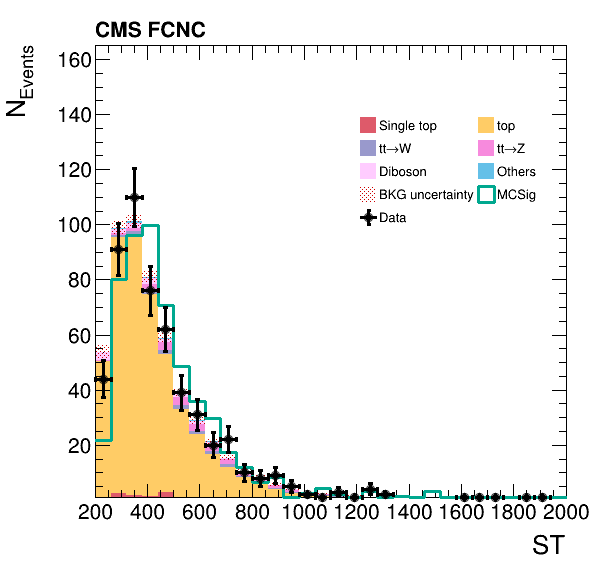 CMS FCNC
N_Events
160
140
120
100
80
60
40
20
Single top
top
tt→W
tt→Z
Diboson
Others
BKG uncertainty
MCSig
Data
200 400 600 800 1000 1200 1400 1600 1800 2000
ST